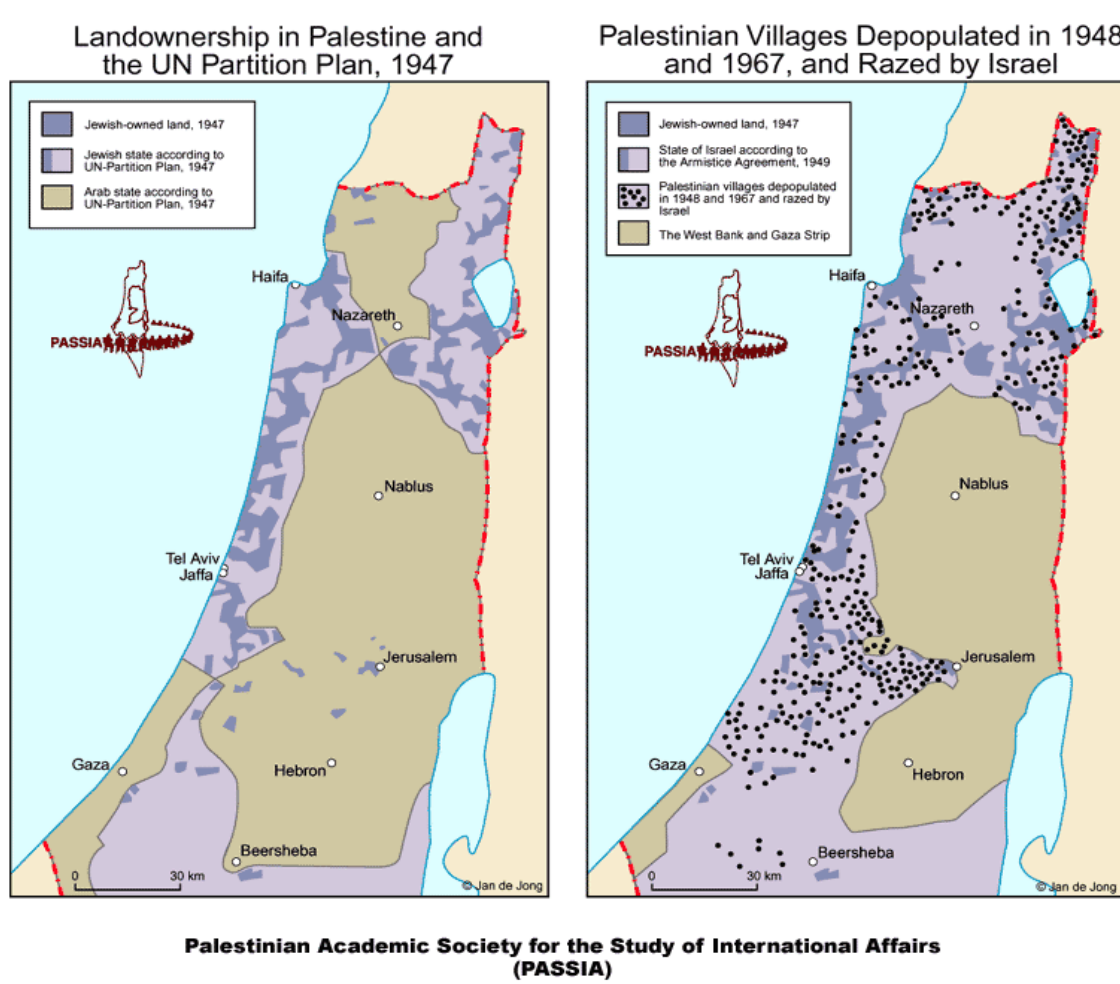 Landownership in Palestine and
the UN Partition Plan, 1947
Jewish-owned land, 1947
Jewish state according to
UN-Partition Plan, 1947
Arab state according to
UN-Partition Plan, 1947
PASSIA
Haifa
Nazareth
Nablus
Tel Aviv
Jaffa
Jerusalem
Gaza
Hebron
Beersheba
0 30 km
© Jan de Jong
Palestinian Villages Depopulated in 1948
and 1967, and Razed by Israel
Jewish-owned land, 1947
State of Israel according to
the Armistice Agreement, 1949
Palestinian villages depopulated
in 1948 and 1967 and razed by
Israel
The West Bank and Gaza Strip
PASSIA
Haifa
Nazareth
Nablus
Tel Aviv
Jaffa
Jerusalem
Gaza
Hebron
Beersheba
0 30 km
© Jan de Jong
Palestinian Academic Society for the Study of International Affairs
(PASSIA)